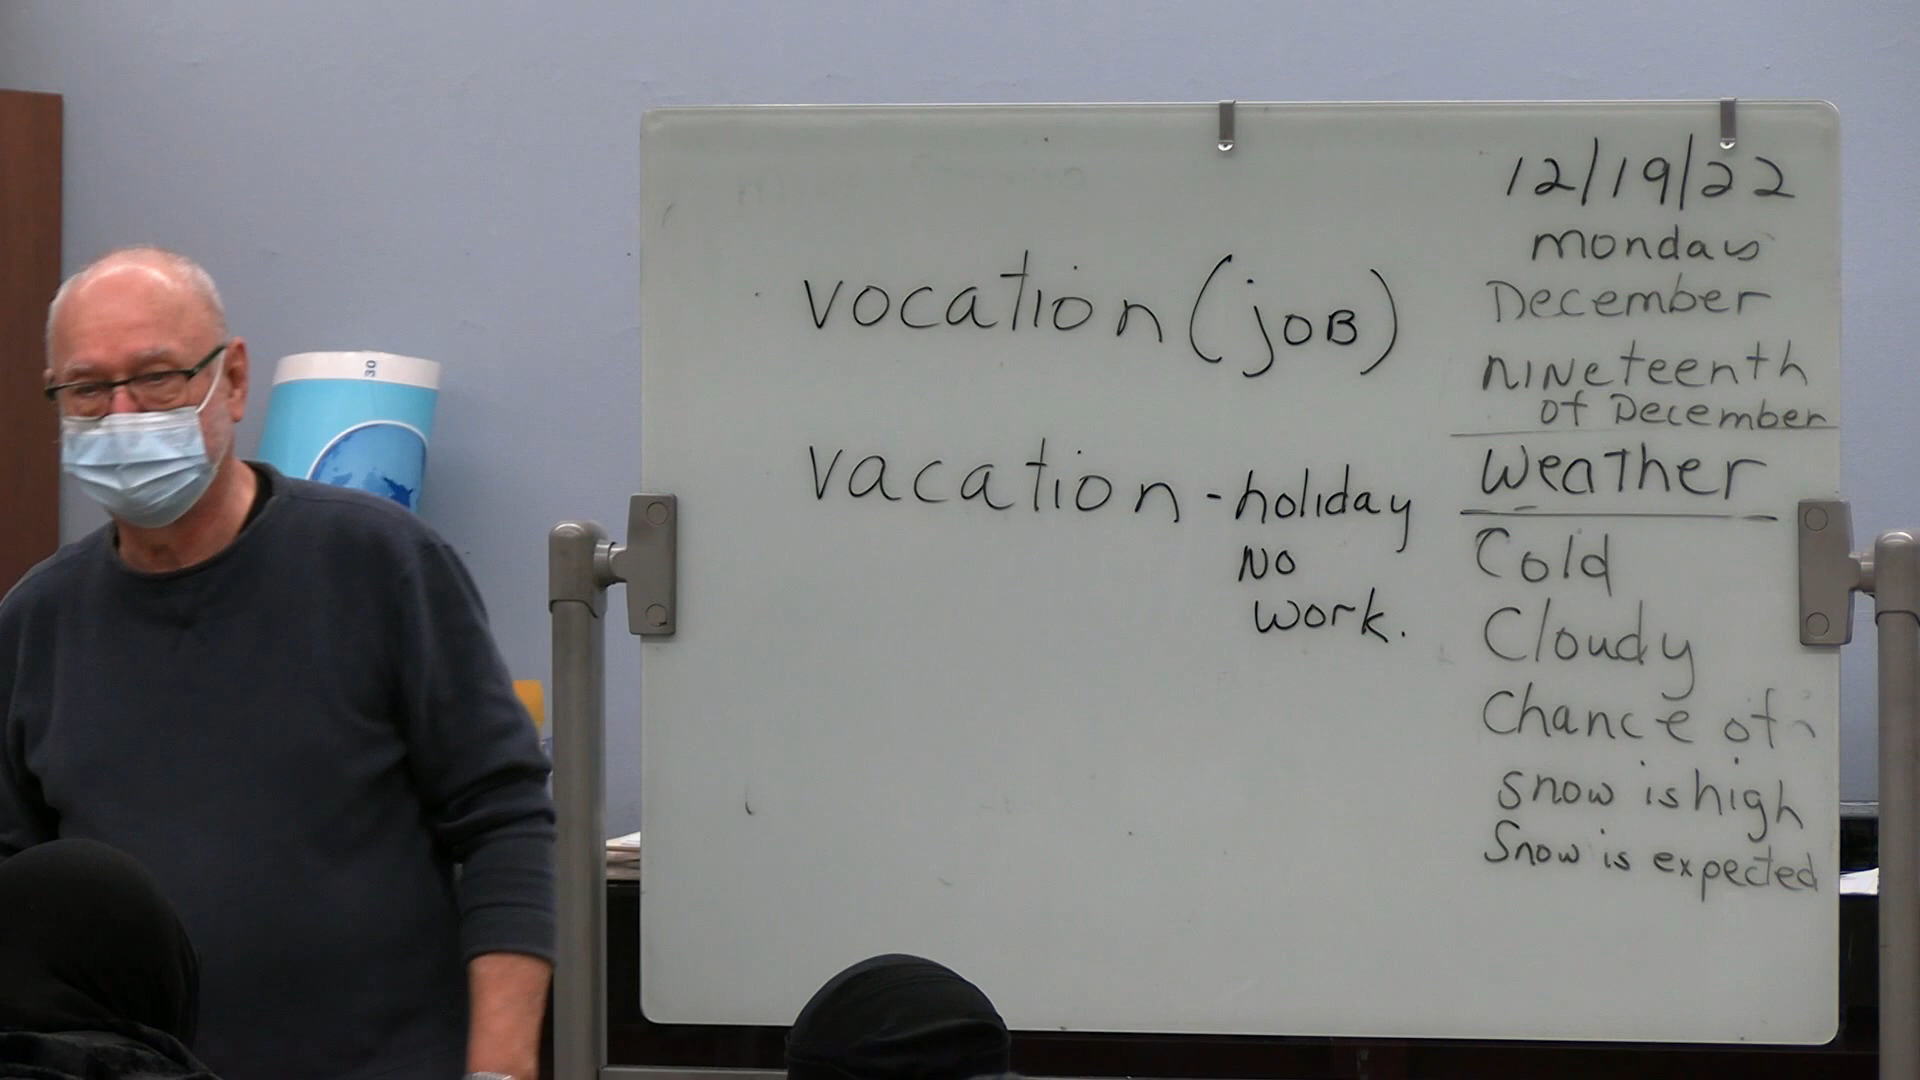 12/19/22
monday
December
nineteenth
of December
Weather
Cold
Cloudy
Chance of
snow is high
Snow is expected
vocation (joB)
vacation - holiday
No
work.
30